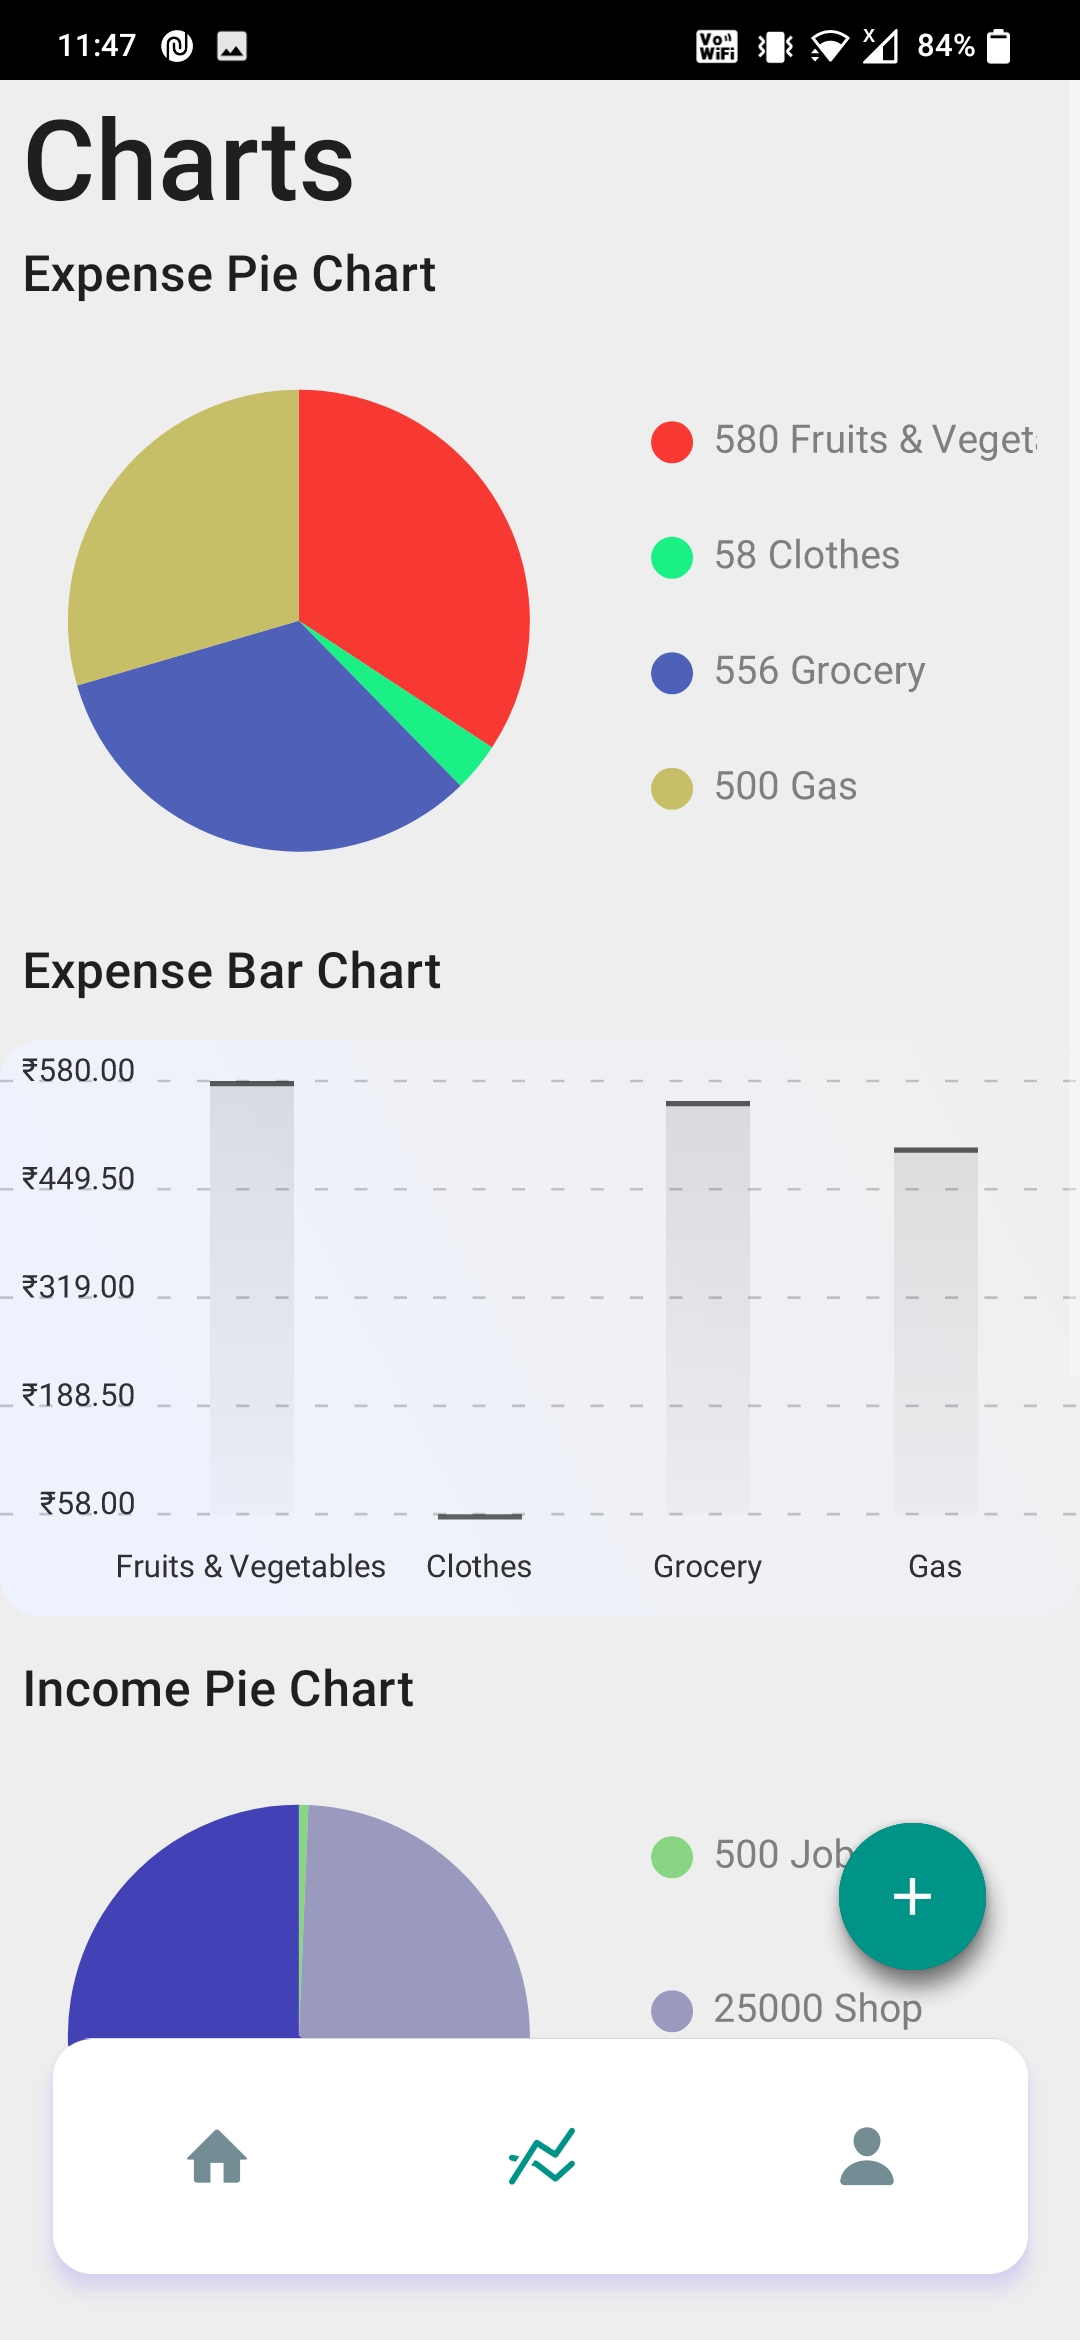 11:47
Vo WiFi
X
84%
Charts
Expense Pie Chart
580 Fruits & Veget
58 Clothes
556 Grocery
500 Gas
Expense Bar Chart
₹580.00
₹449.50
₹319.00
₹188.50
₹58.00
Fruits & Vegetables Clothes Grocery Gas
Income Pie Chart
500 Job
25000 Shop